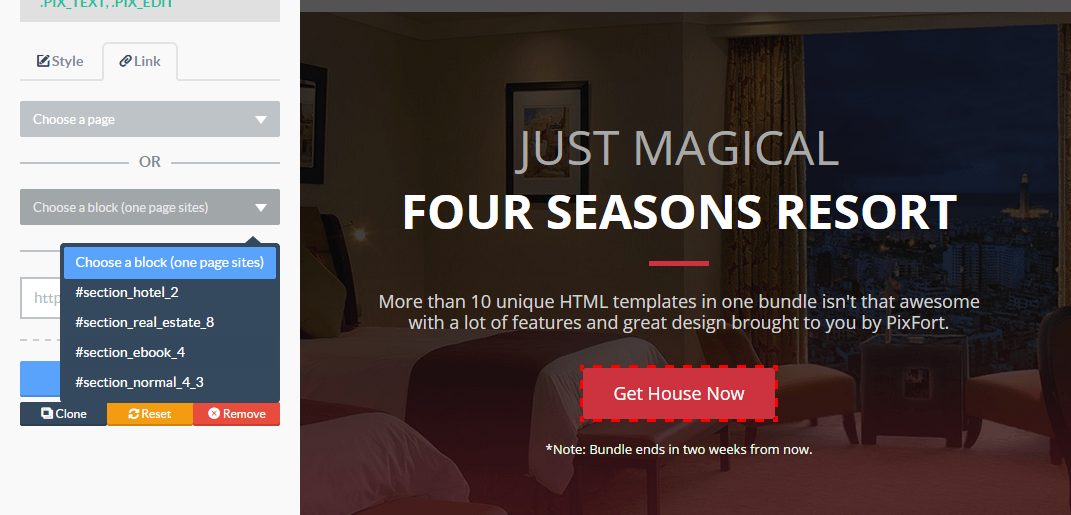 .PIX_TEXT, .PIX_EDIT
Style
Link
Choose a page
OR
Choose a block (one page sites)
Choose a block (one page sites)
#section_hotel_2
#section_real_estate_8
#section_ebook_4
#section_normal_4_3
http
Clone
Reset
Remove
JUST MAGICAL
FOUR SEASONS RESORT
More than 10 unique HTML templates in one bundle isn't that awesome
with a lot of features and great design brought to you by PixFort.
Get House Now
*Note: Bundle ends in two weeks from now.